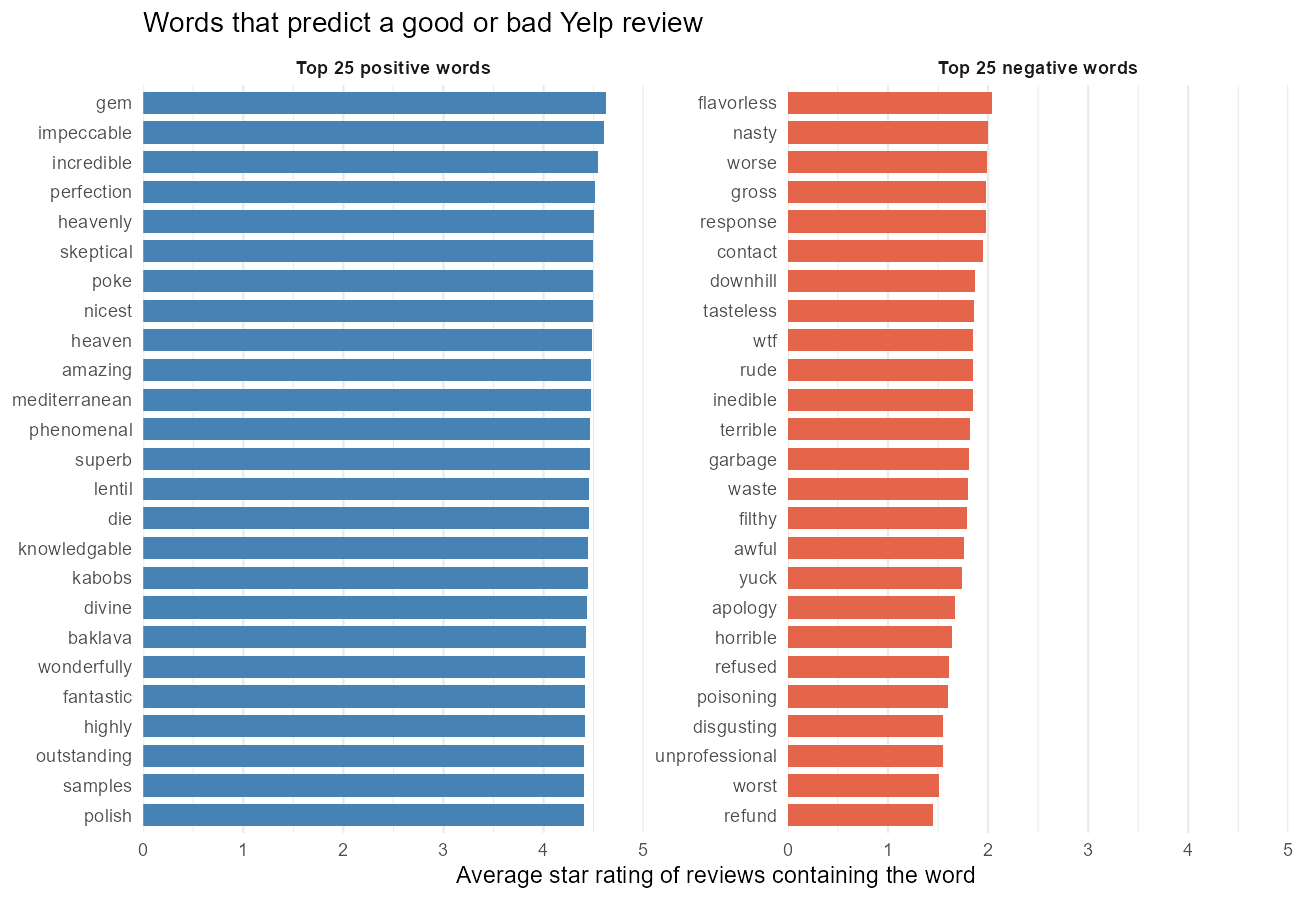 Words that predict a good or bad Yelp review
Top 25 positive words
gem
impeccable
incredible
perfection
heavenly
skeptical
poke
nicest
heaven
amazing
mediterranean
phenomenal
superb
lentil
die
knowledgable
kabobs
divine
baklava
wonderfully
fantastic
highly
outstanding
samples
polish
0 1 2 3 4 5
Top 25 negative words
flavorless
nasty
worse
gross
response
contact
downhill
tasteless
wtf
rude
inedible
terrible
garbage
waste
filthy
awful
yuck
apology
horrible
refused
poisoning
disgusting
unprofessional
worst
refund
0 1 2 3 4 5
Average star rating of reviews containing the word